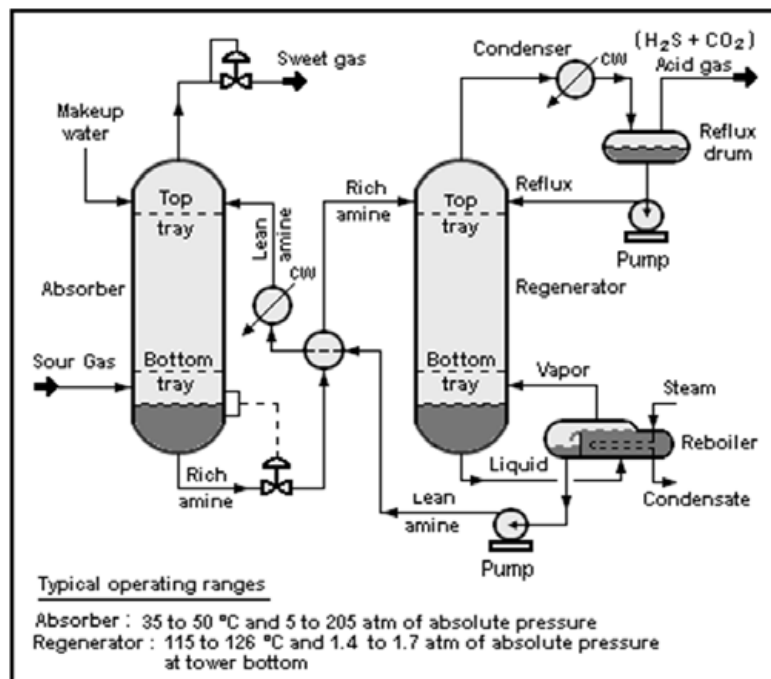 Sweet gas
Makeup
water
Top
tray
Absorber
Sour Gas
Bottom
tray
Rich
amine
Lean
amine
CW
Rich
amine
Condenser
CW
(H₂S + CO₂)
Acid gas
Reflux
drum
Reflux
Pump
Top
tray
Regenerator
Bottom
tray
Vapor
Steam
Reboiler
Liquid
Condensate
Lean
amine
Pump
Typical operating ranges
Absorber : 35 to 50 °C and 5 to 205 atm of absolute pressure
Regenerator : 115 to 126 °C and 1.4 to 1.7 atm of absolute pressure
at tower bottom